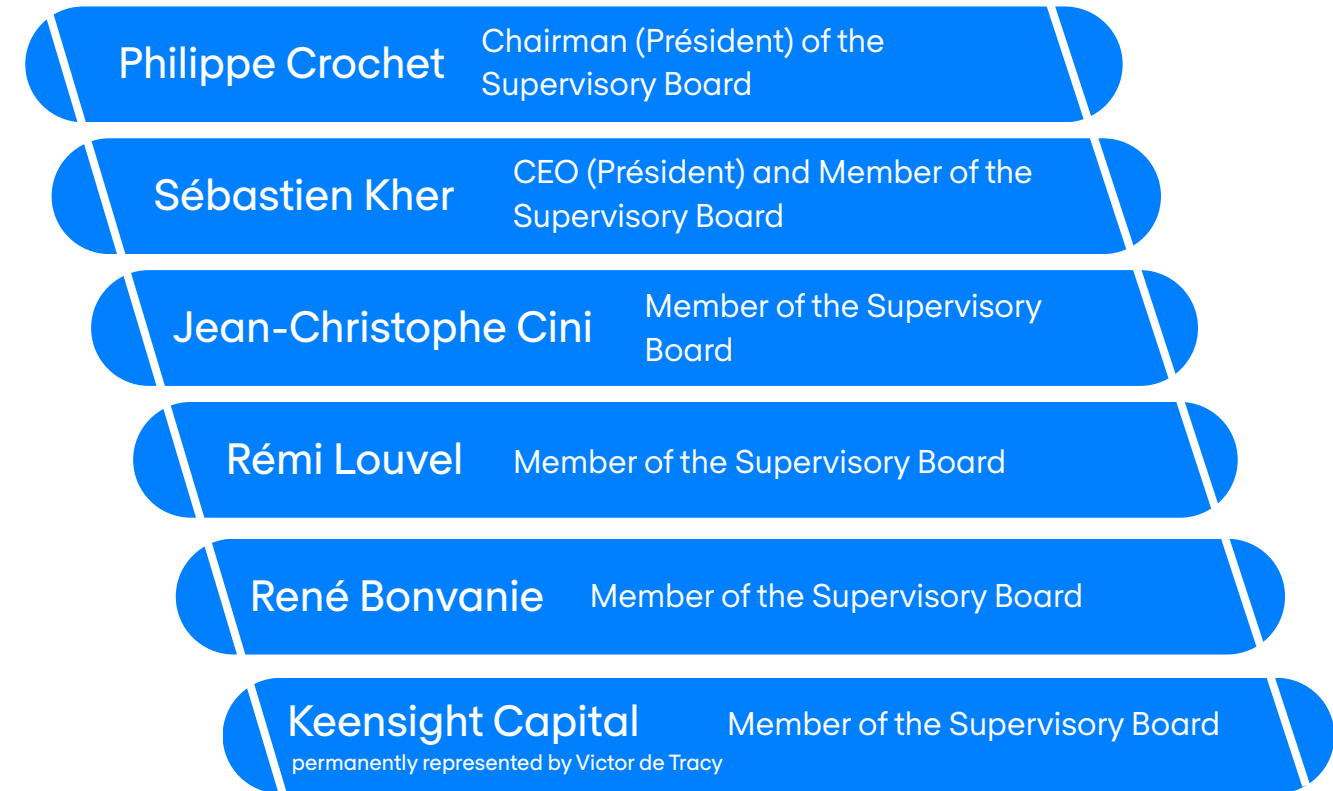 Philippe Crochet
Chairman (Président) of the
Supervisory Board
Sébastien Kher
CEO (Président) and Member of the
Supervisory Board
Jean-Christophe Cini
Member of the Supervisory
Board
Rémi Louvel
Member of the Supervisory Board
René Bonvanie
Member of the Supervisory Board
Keensight Capital
permanently represented by Victor de Tracy
Member of the Supervisory Board